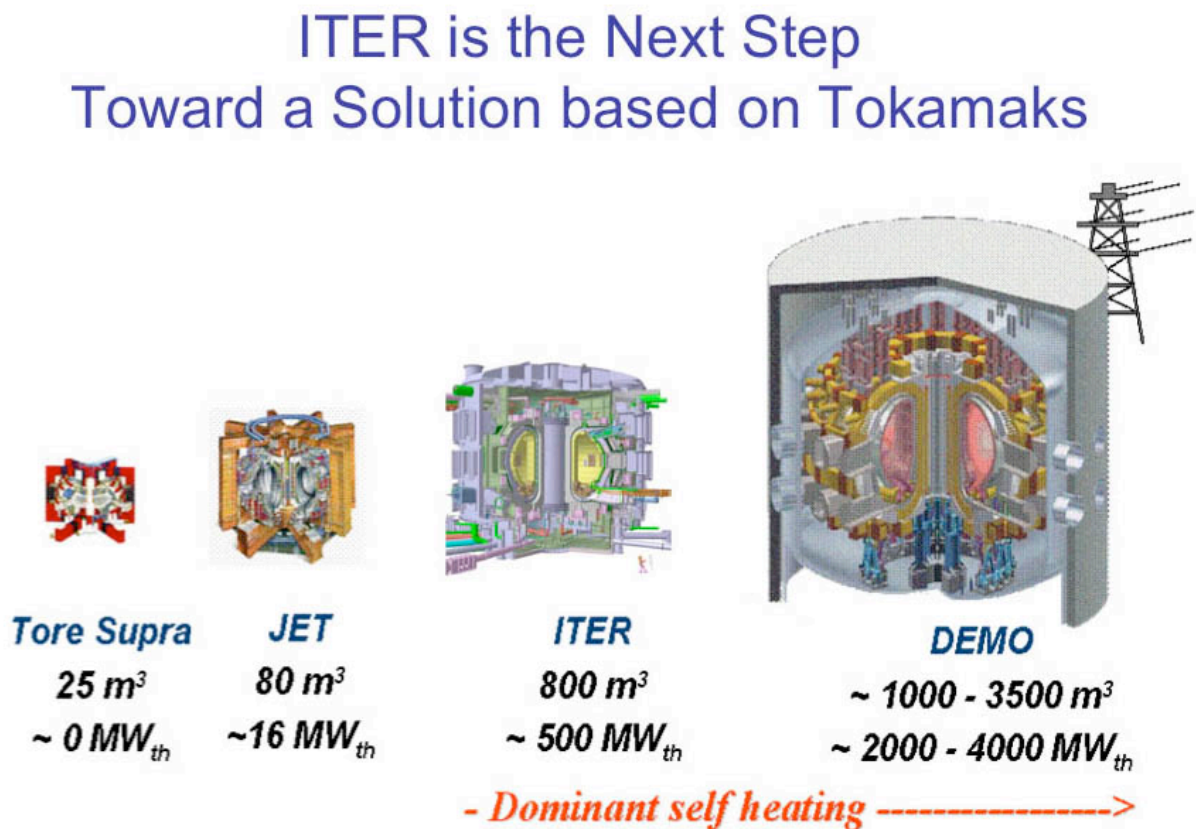 ITER is the Next Step
Toward a Solution based on Tokamaks
Tore Supra
25 m³
~ 0 MWth
JET
80 m³
~16 MWth
ITER
800 m³
~ 500 MWth
DEMO
~ 1000 - 3500 m³
~ 2000 - 4000 MWth
- Dominant self heating ------------------>